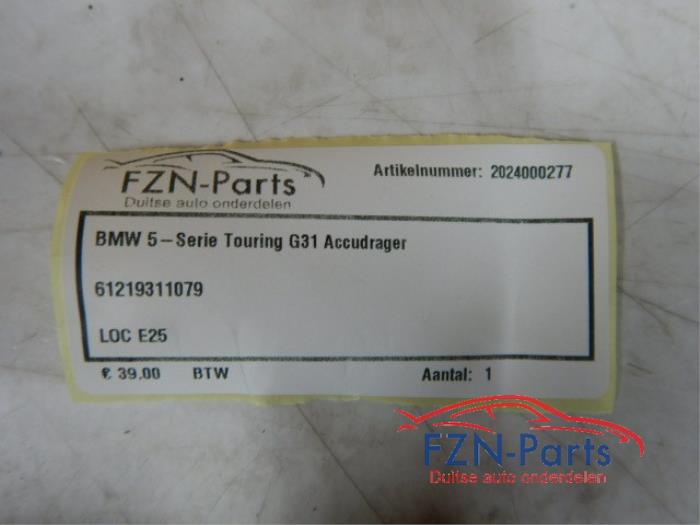 FZN-Parts
Duitse auto onderdelen
Artikelnummer: 2024000277
BMW 5-Serie Touring G31 Accudrager
61219311079
LOC E25
€ 39.00 BTW Aantal: 1
FZN-Parts
Duitse auto onderdelen